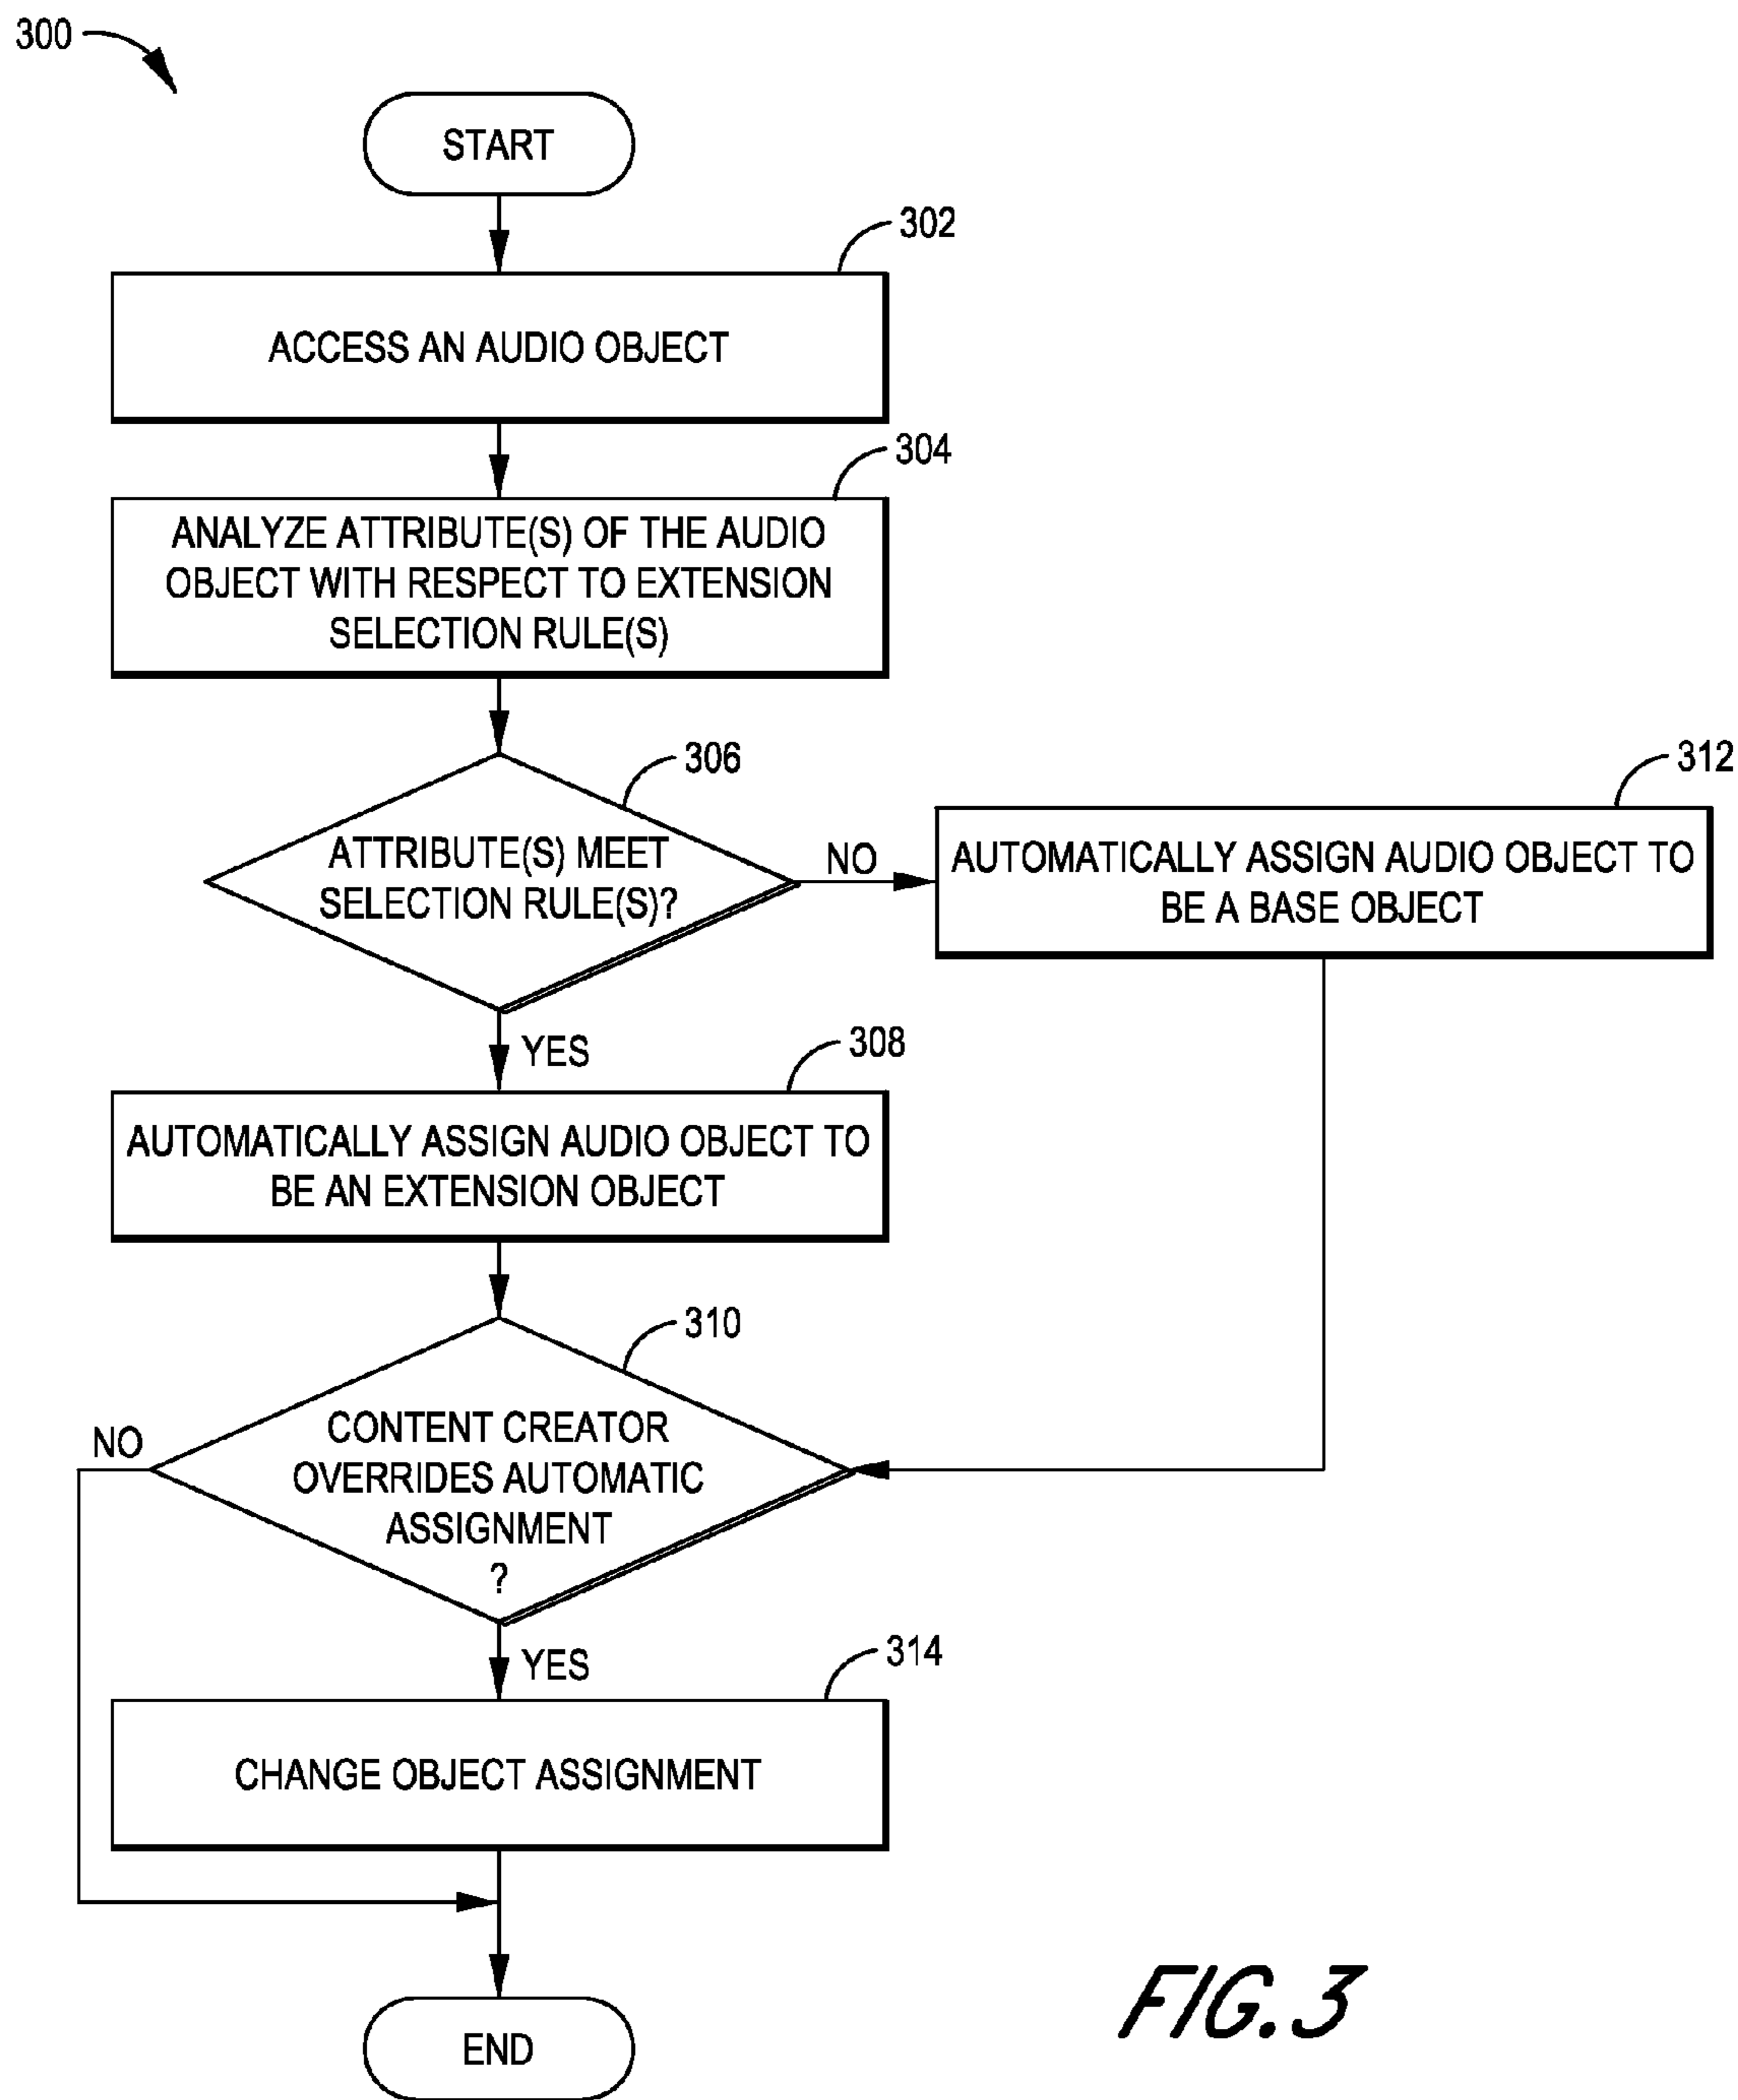 300
START
302
ACCESS AN AUDIO OBJECT
304
ANALYZE ATTRIBUTE(S) OF THE AUDIO
OBJECT WITH RESPECT TO EXTENSION
SELECTION RULE(S)
306
ATTRIBUTE(S) MEET
SELECTION RULE(S)?
NO
312
AUTOMATICALLY ASSIGN AUDIO OBJECT TO
BE A BASE OBJECT
YES
308
AUTOMATICALLY ASSIGN AUDIO OBJECT TO
BE AN EXTENSION OBJECT
310
CONTENT CREATOR
OVERRIDES AUTOMATIC
ASSIGNMENT
?
NO
YES
314
CHANGE OBJECT ASSIGNMENT
END
FIG.3